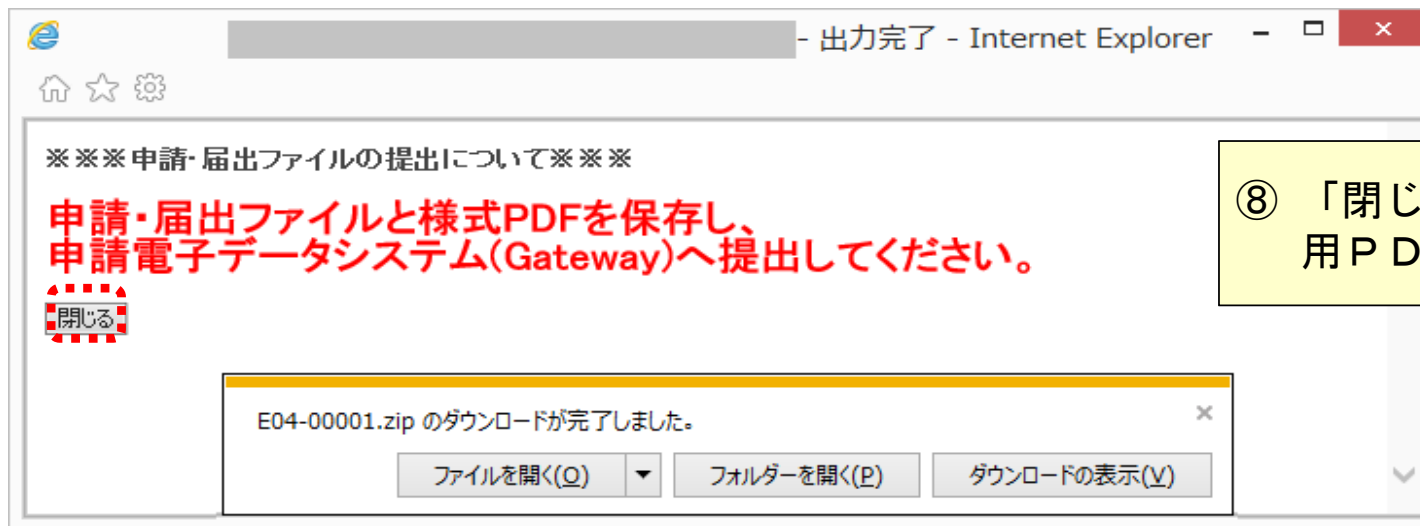 - 出力完了 - Internet Explorer
※※※申請・届出ファイルの提出について※※※
申請・届出ファイルと様式PDFを保存し、
申請電子データシステム(Gateway)へ提出してください。
閉じる
⑧ 「閉じ
用PD
E04-00001.zip のダウンロードが完了しました。
ファイルを開く(O) フォルダーを開く(P) ダウンロードの表示(V)